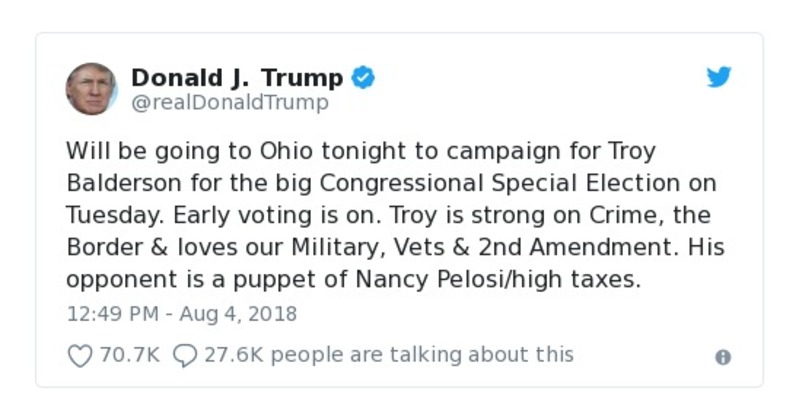 Donald J. Trump
@realDonaldTrump
Will be going to Ohio tonight to campaign for Troy
Balderson for the big Congressional Special Election on
Tuesday. Early voting is on. Troy is strong on Crime, the
Border & loves our Military, Vets & 2nd Amendment. His
opponent is a puppet of Nancy Pelosi/high taxes.
12:49 PM - Aug 4, 2018
70.7K 27.6K people are talking about this